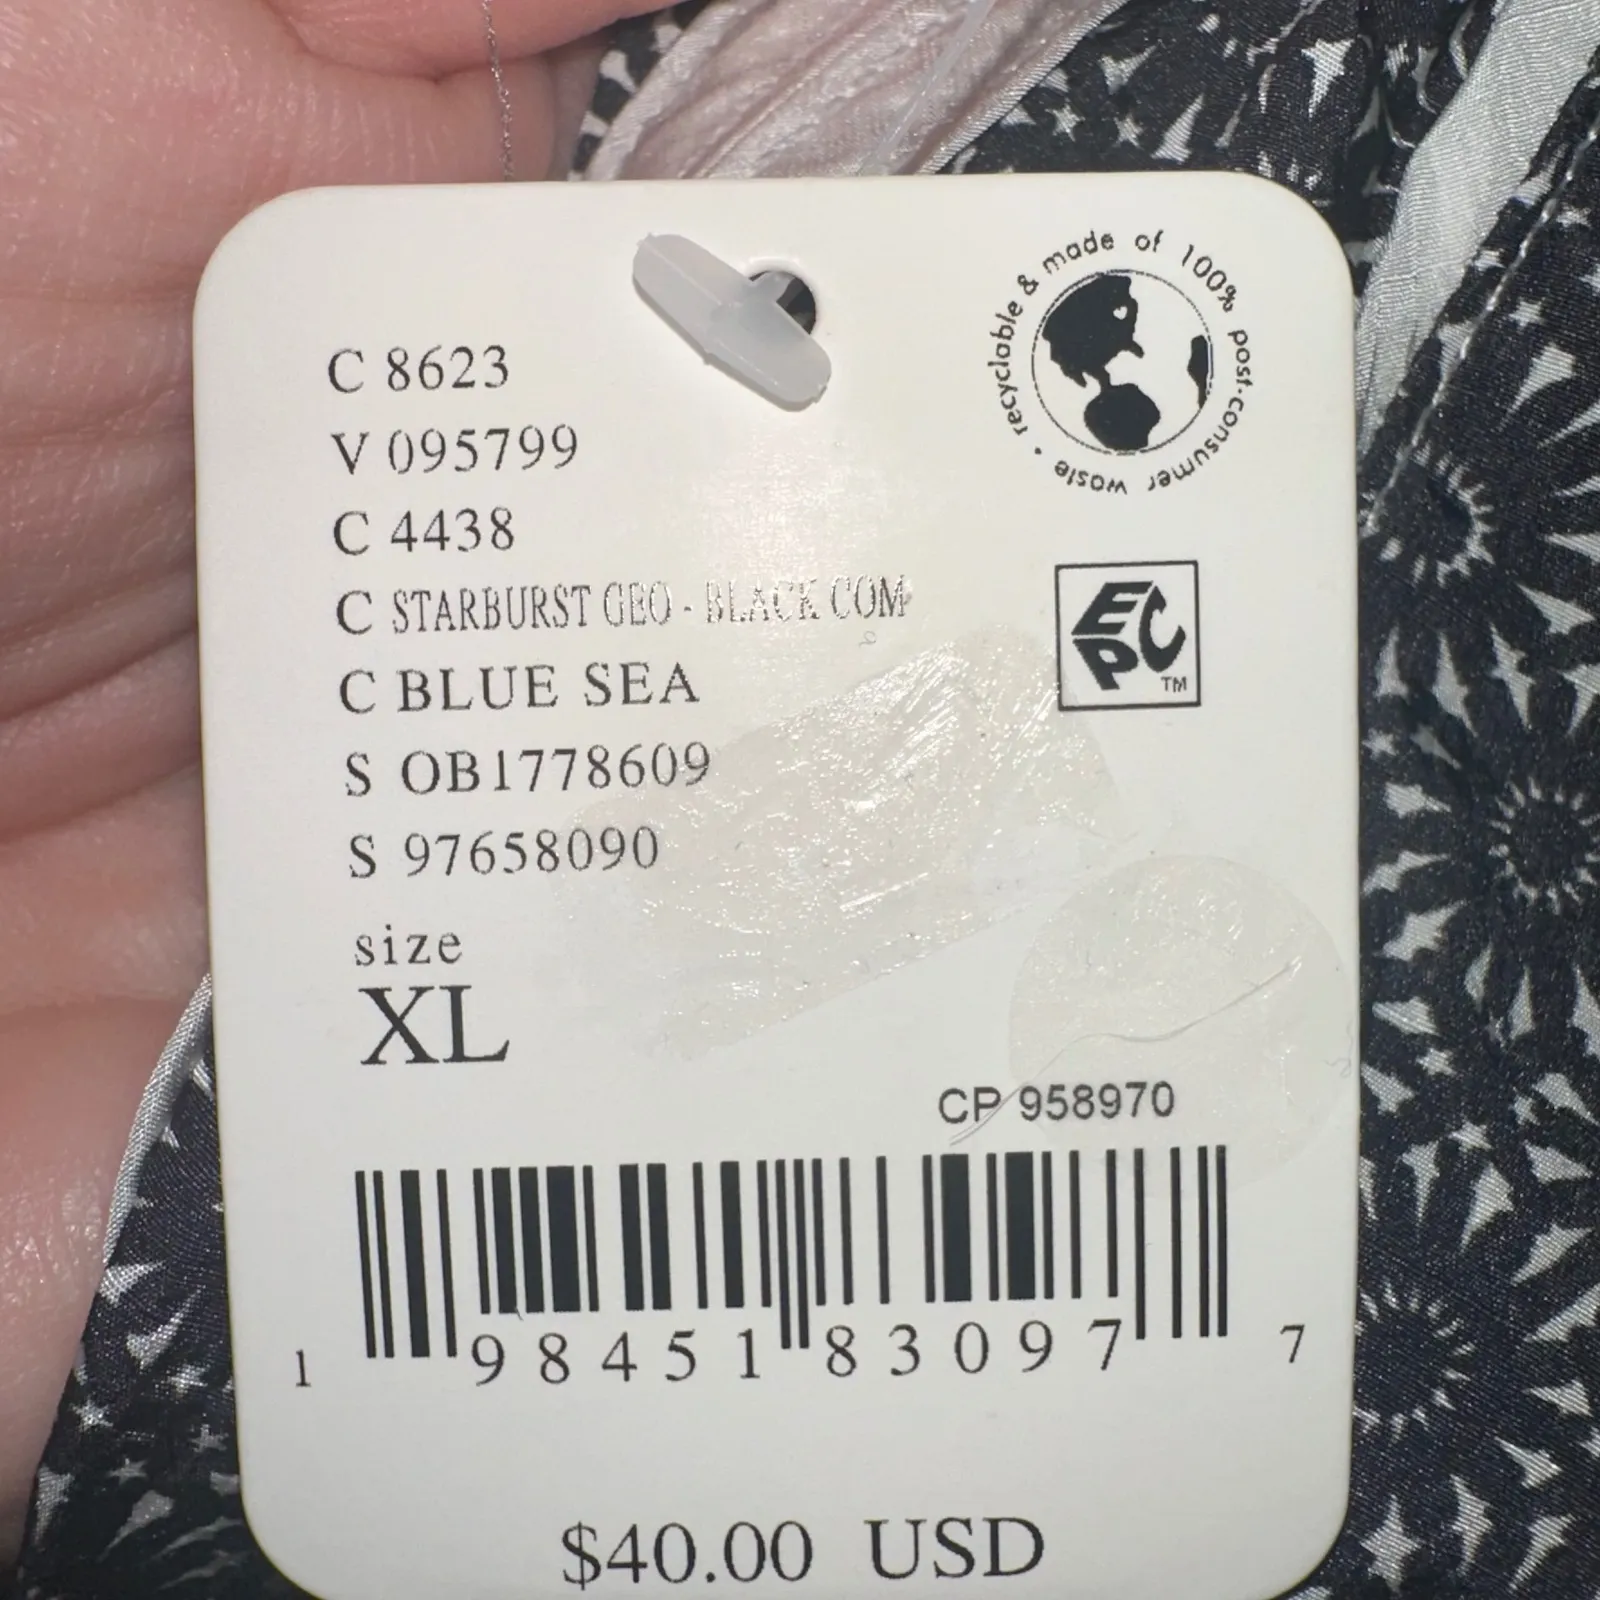 C 8623
V 095799
C 4438
C STARBURST GEO - BLACK COM
C BLUE SEA
S OB1778609
S 97658090
size
XL
recyclable & made of 100% post-consumer waste •
ECP
TM
CP 958970
1 98451 83097 7
$40.00 USD